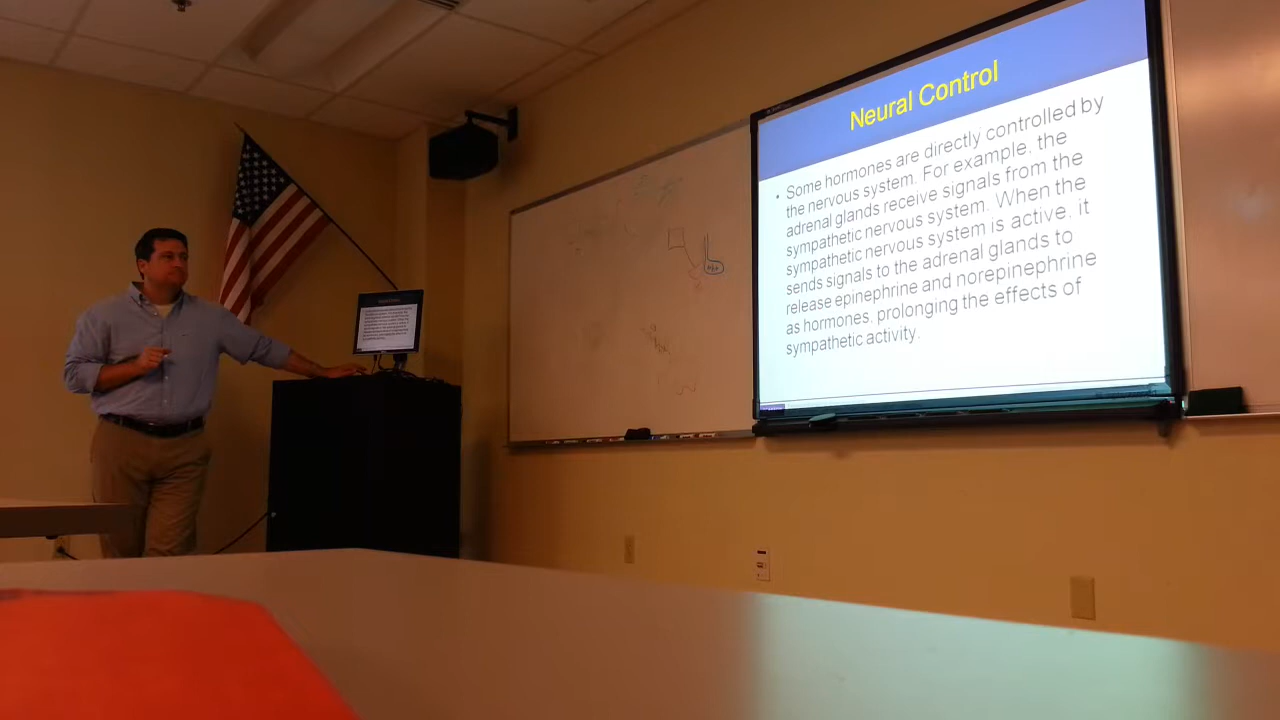 Neural Control
• Some hormones are directly controlled by
the nervous system. For example, the
adrenal glands receive signals from the
sympathetic nervous system. When the
sympathetic nervous system is active, it
sends signals to the adrenal glands to
release epinephrine and norepinephrine
as hormones, prolonging the effects of
sympathetic activity.